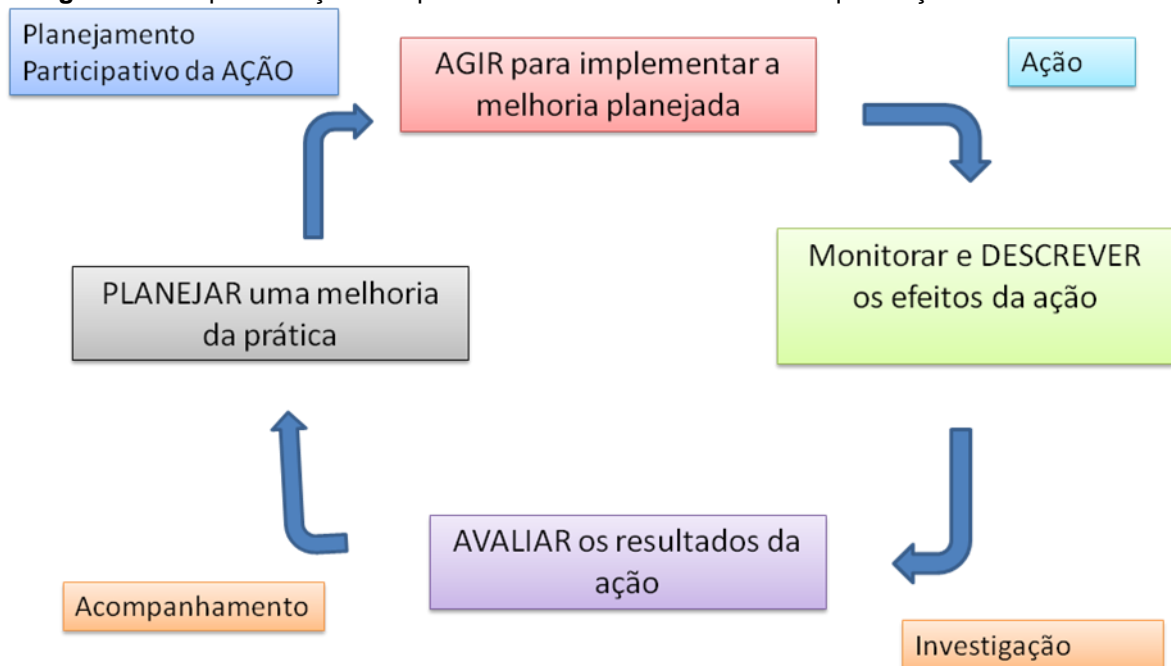 Planejamento
Participativo da AÇÃO
AGIR para implementar a
melhoria planejada
Ação
Monitorar e DESCREVER
os efeitos da ação
PLANEJAR uma melhoria
da prática
AVALIAR os resultados da
ação
Acompanhamento
Investigação